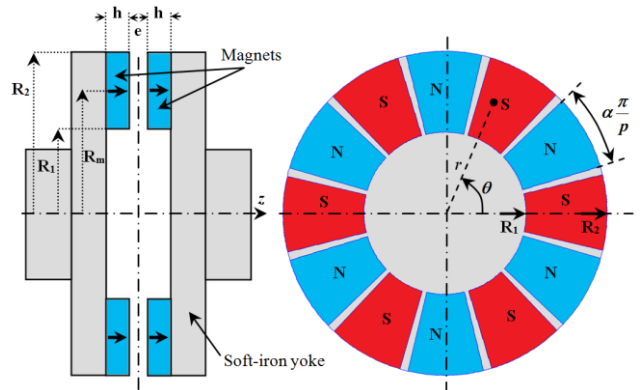 h h
e
Magnets
R2
Rm
R1
z
Soft-iron yoke
N
S S
N N
α π/p
S S
r θ
R1 R2
N N
S S
N